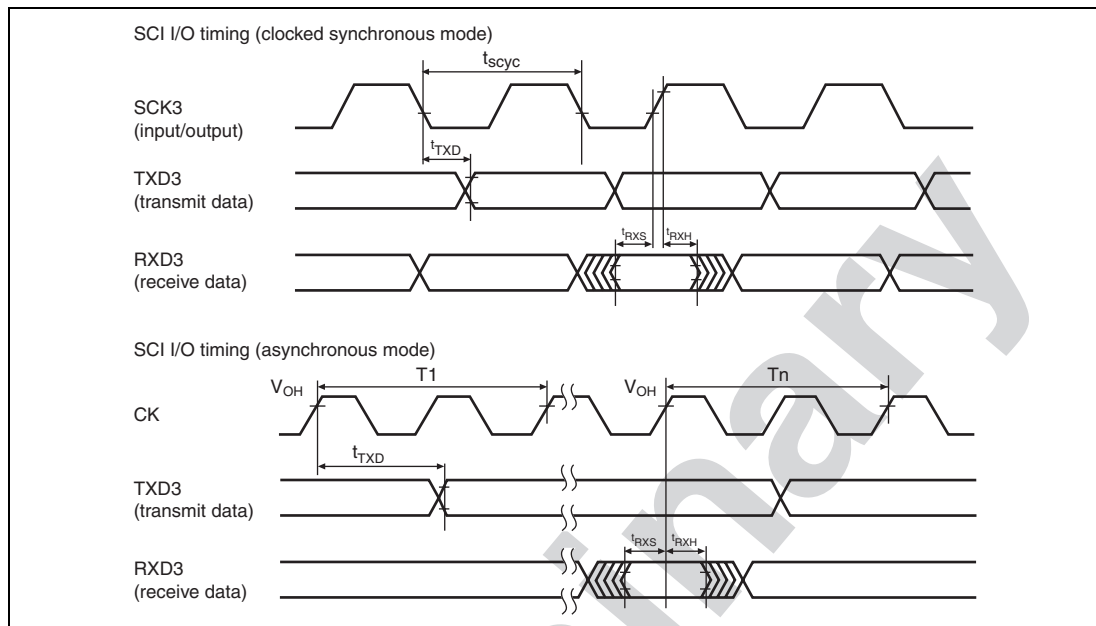 SCI I/O timing (clocked synchronous mode)
tscyc
SCK3
(input/output)
tTXD
TXD3
(transmit data)
tRXS
tRXH
RXD3
(receive data)
SCI I/O timing (asynchronous mode)
VOH
T1
VOH
Tn
CK
tTXD
TXD3
(transmit data)
tRXS
tRXH
RXD3
(receive data)
inary